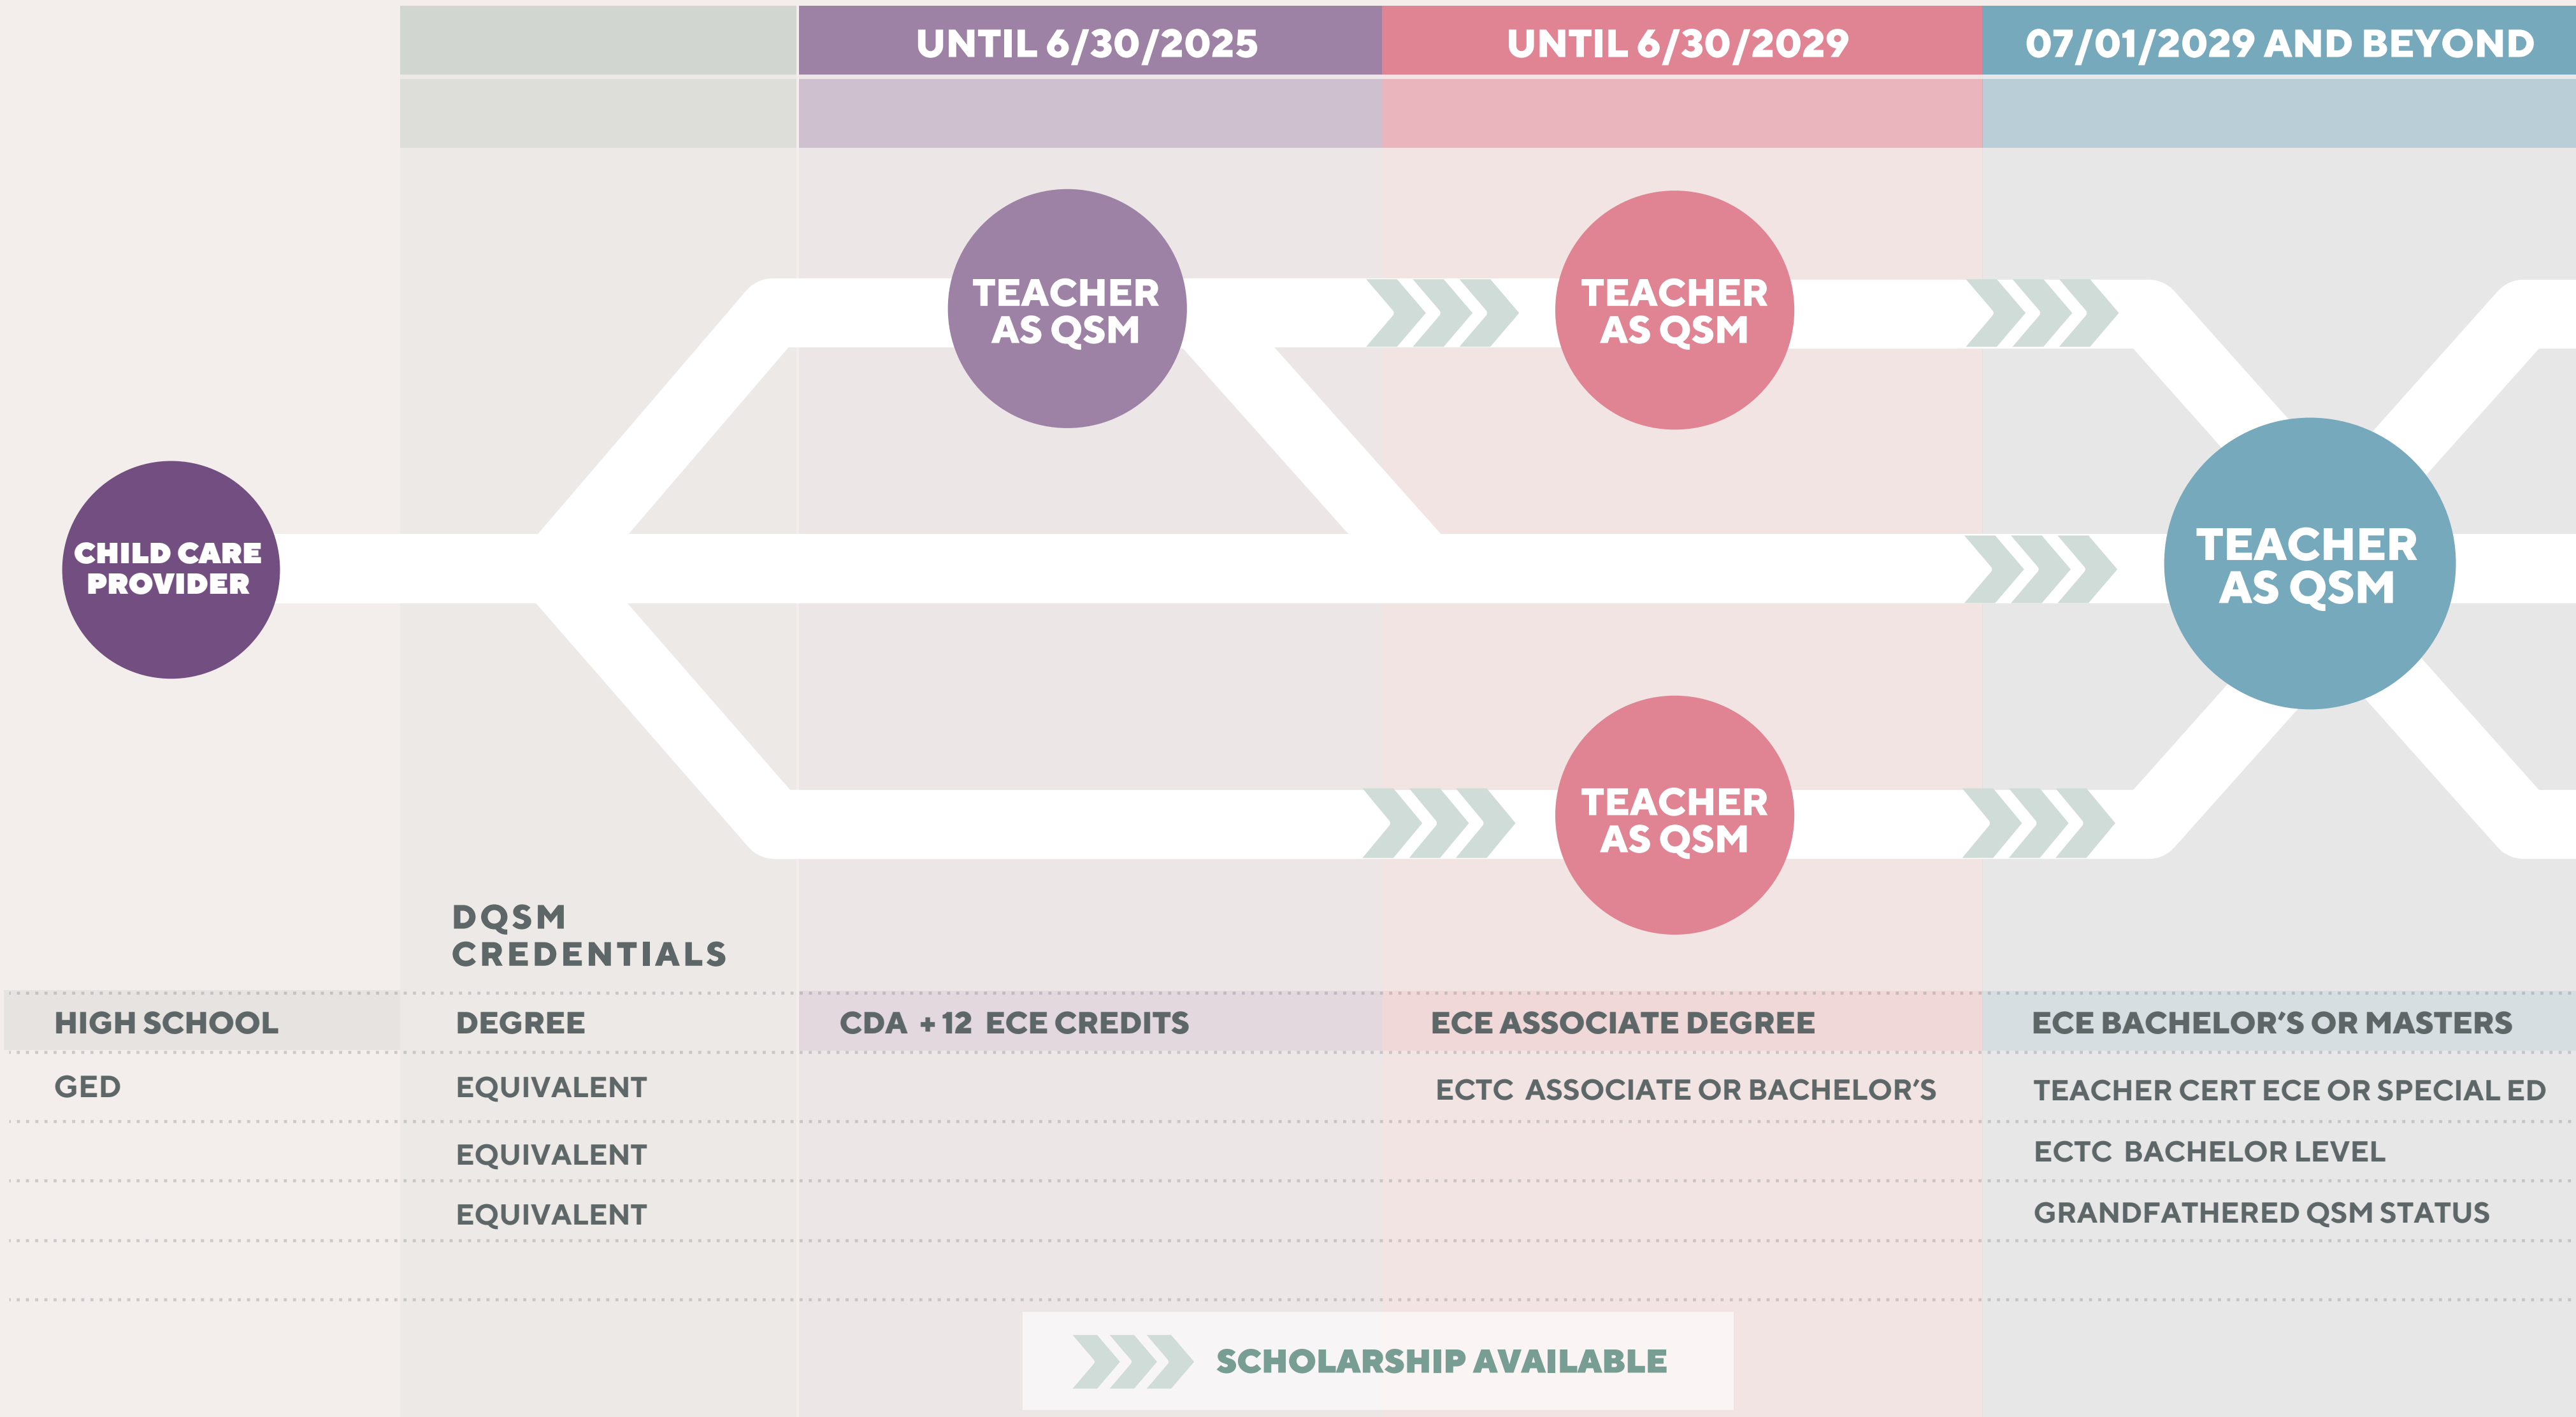 UNTIL 6/30/2025
UNTIL 6/30/2029
07/01/2029 AND BEYOND
TEACHER
AS QSM
TEACHER
AS QSM
CHILD CARE
PROVIDER
TEACHER
AS QSM
TEACHER
AS QSM
DQSM
CREDENTIALS
HIGH SCHOOL
DEGREE
CDA + 12 ECE CREDITS
ECE ASSOCIATE DEGREE
ECE BACHELOR'S OR MASTERS
GED
EQUIVALENT
ECTC ASSOCIATE OR BACHELOR'S
TEACHER CERT ECE OR SPECIAL ED
EQUIVALENT
ECTC BACHELOR LEVEL
EQUIVALENT
GRANDFATHERED QSM STATUS
SCHOLARSHIP AVAILABLE